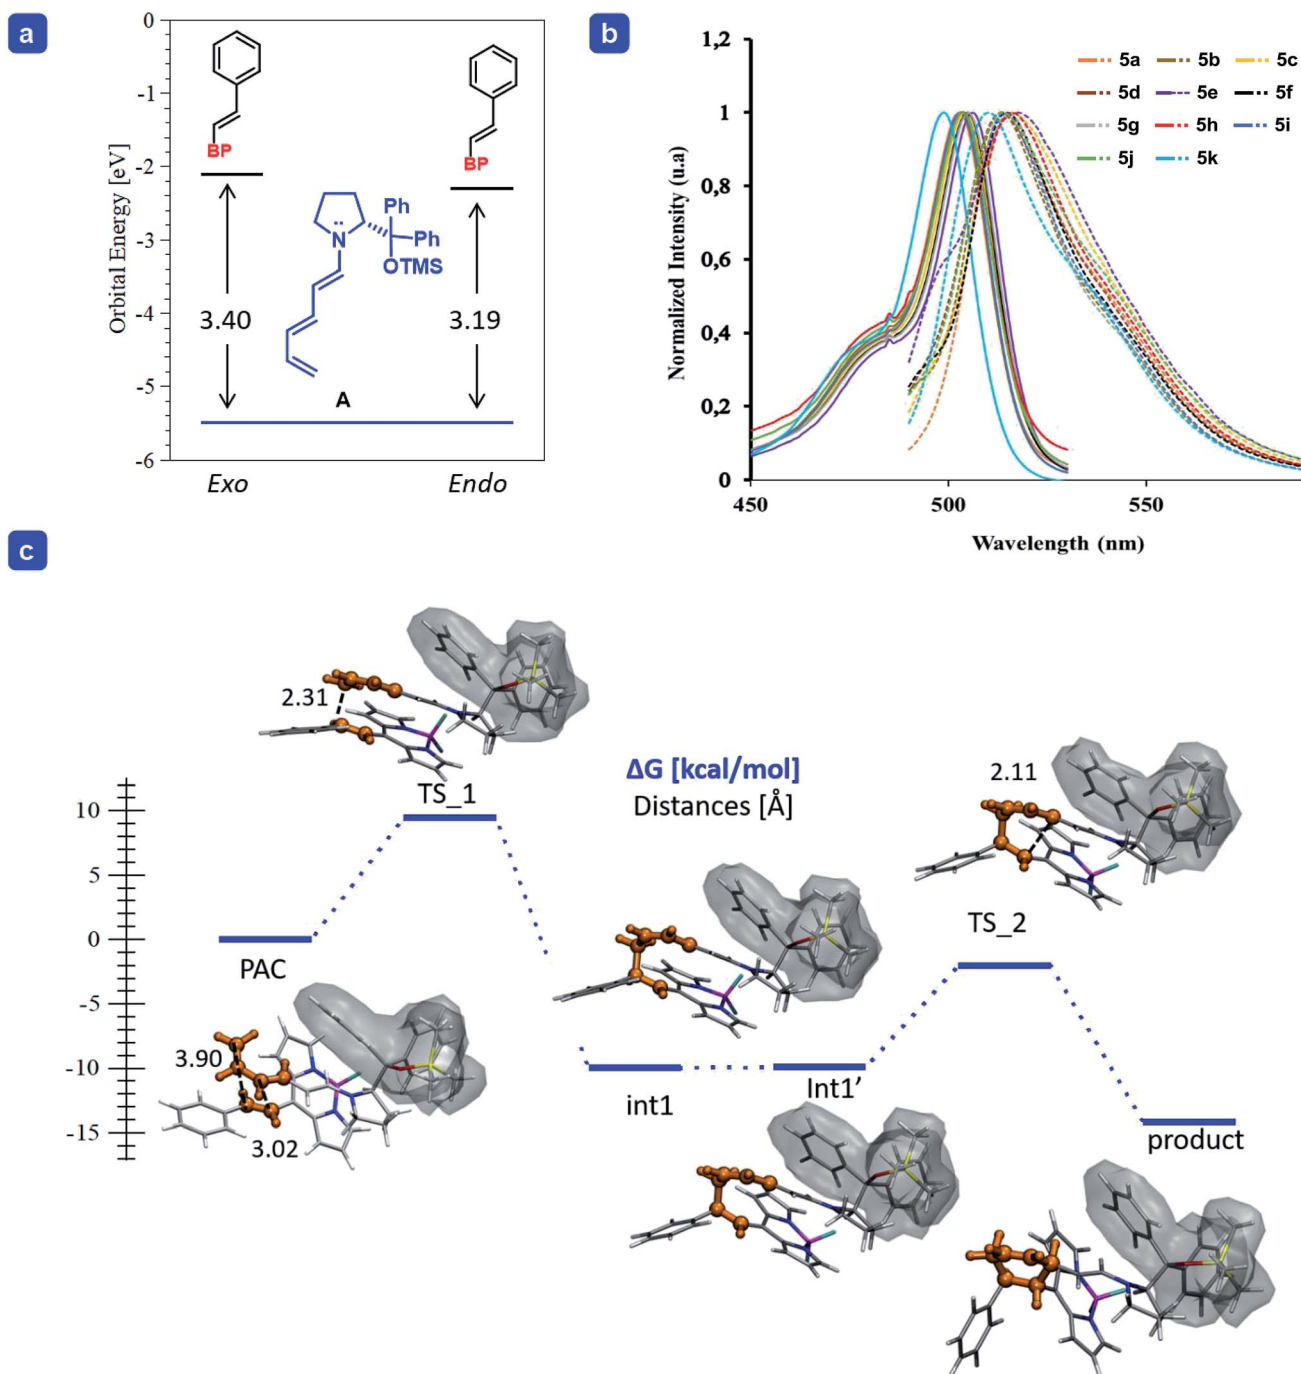 a
Orbital Energy [eV]
0
-1
-2
-3
-4
-5
-6
BP
BP
N
Ph
Ph
OTMS
3.40
3.19
A
Exo
Endo
b
Normalized Intensity (u.a)
1,2
1
0,8
0,6
0,4
0,2
0
450
500
550
Wavelength (nm)
5a 5b 5c
5d 5e 5f
5g 5h 5i
5j 5k
c
ΔG [kcal/mol]
Distances [Å]
10
5
0
-5
-10
-15
2.31
TS_1
PAC
3.90
3.02
int1
Int1’
2.11
TS_2
product